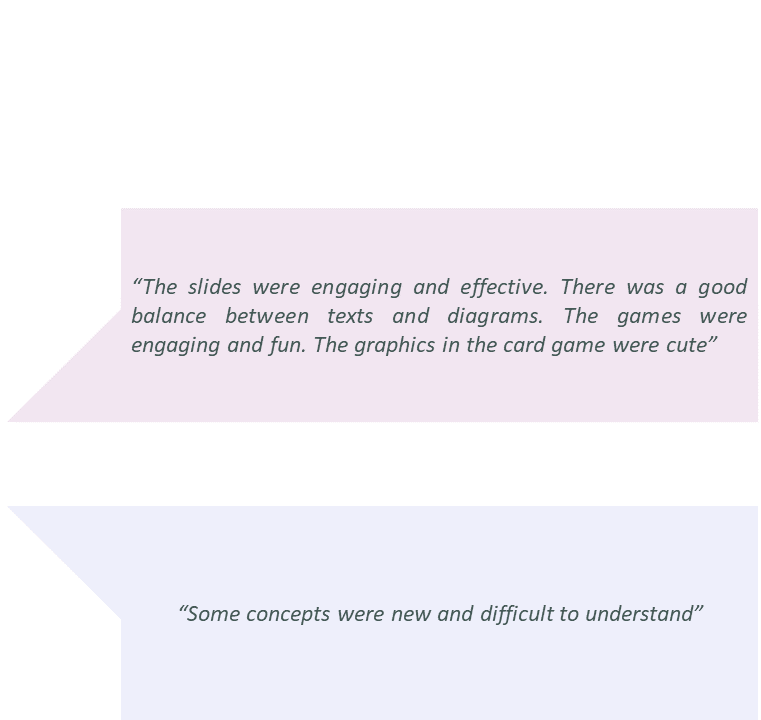 “The slides were engaging and effective. There was a good
balance between texts and diagrams. The games were
engaging and fun. The graphics in the card game were cute”
“Some concepts were new and difficult to understand”